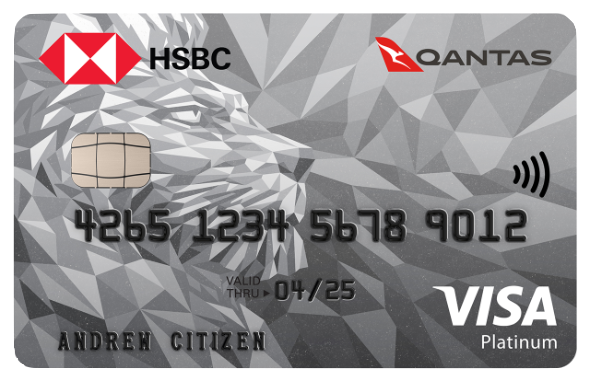 HSBC
QANTAS
4265 1234 5678 9012
VALID
THRU ▸ 04/25
VISA
Platinum
ANDREW CITIZEN